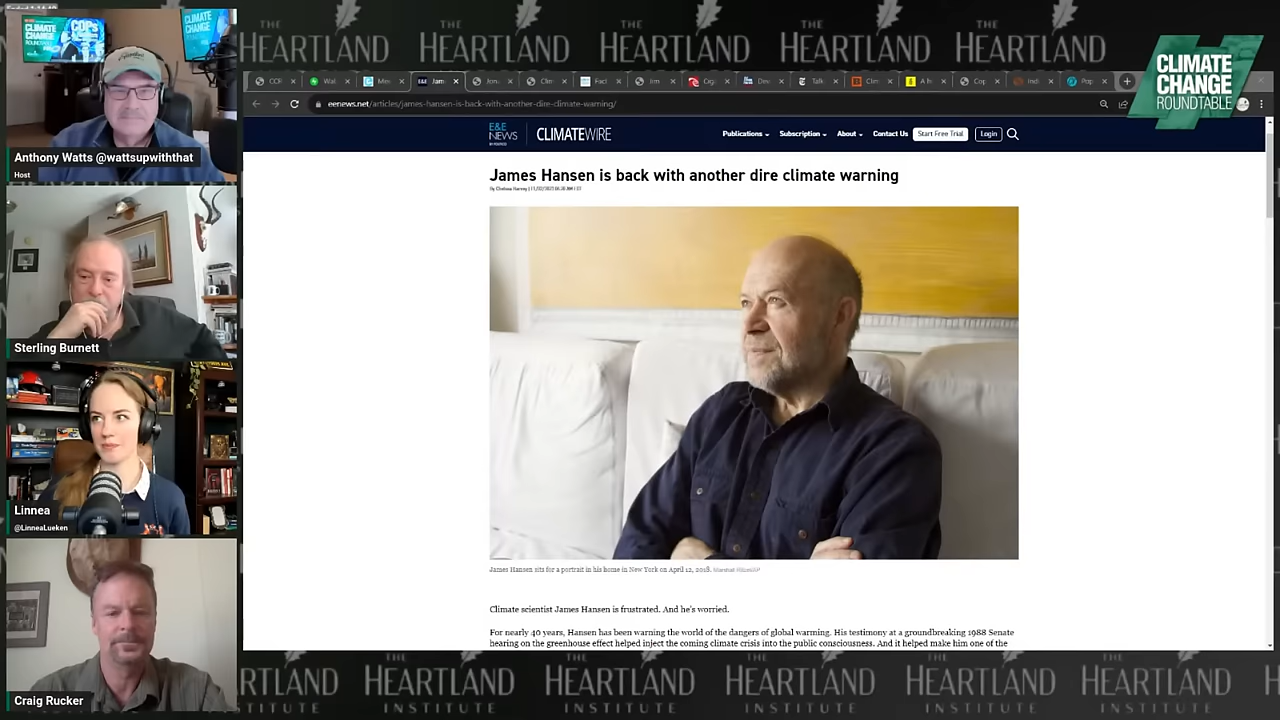 Anthony Watts @wattsupwiththat
Host
Sterling Burnett
Linnea
@LinneaLueken
Craig Rucker
CLIMATE
CHANGE
ROUNDTABLE
THE
HEARTLAND
INSTITUTE
eenews.net/articles/james-hansen-is-back-with-another-dire-climate-warning/
E&E
NEWS
CLIMATEWIRE
Publications
Subscription
About
Contact Us
Start Free Trial
Login
James Hansen is back with another dire climate warning
James Hansen sits for a portrait in his home in New York on April 12, 2018.
Climate scientist James Hansen is frustrated. And he's worried.
For nearly 40 years, Hansen has been warning the world of the dangers of global warming. His testimony at a groundbreaking 1988 Senate
hearing on the greenhouse effect helped inject the coming climate crisis into the public consciousness. And it helped make him one of the